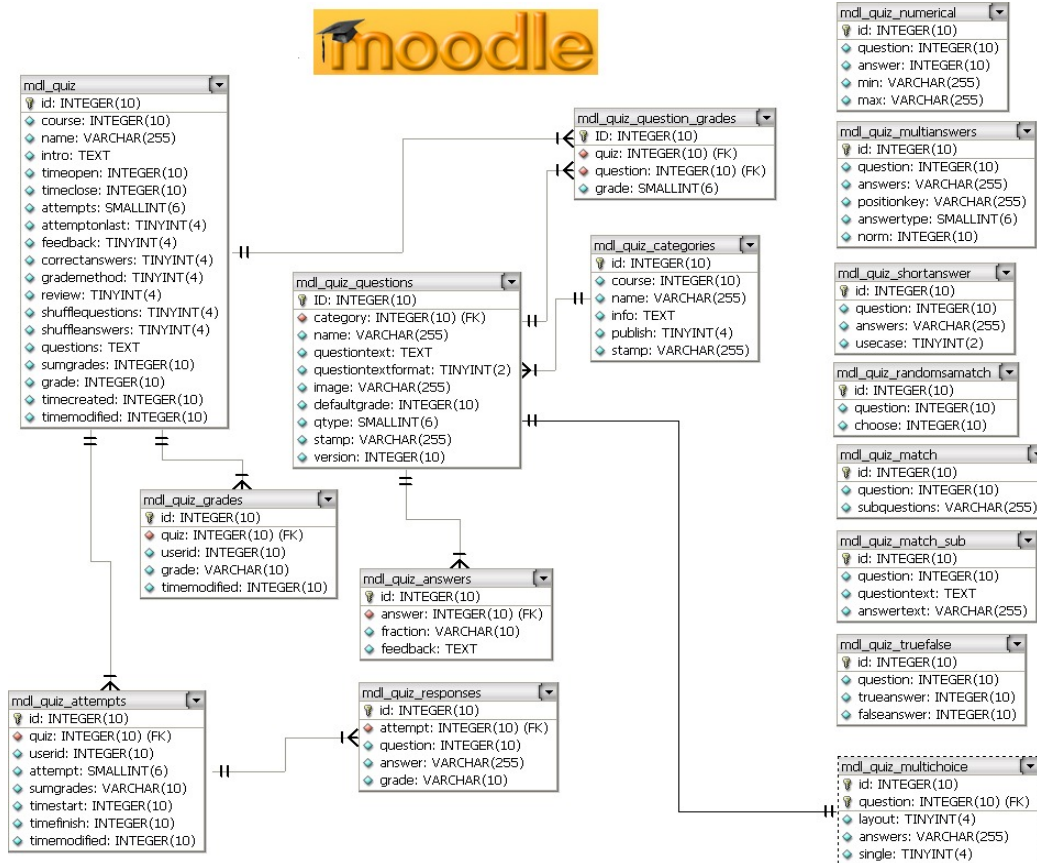 moodle
mdl_quiz
id: INTEGER(10)
course: INTEGER(10)
name: VARCHAR(255)
intro: TEXT
timeopen: INTEGER(10)
timeclose: INTEGER(10)
attempts: SMALLINT(6)
attemptonlast: TINYINT(4)
feedback: TINYINT(4)
correctanswers: TINYINT(4)
grademethod: TINYINT(4)
review: TINYINT(4)
shufflequestions: TINYINT(4)
shuffleanswers: TINYINT(4)
questions: TEXT
sumgrades: INTEGER(10)
grade: INTEGER(10)
timecreated: INTEGER(10)
timemodified: INTEGER(10)
mdl_quiz_question_grades
ID: INTEGER(10)
quiz: INTEGER(10) (FK)
question: INTEGER(10) (FK)
grade: SMALLINT(6)
mdl_quiz_categories
id: INTEGER(10)
course: INTEGER(10)
name: VARCHAR(255)
info: TEXT
publish: TINYINT(4)
stamp: VARCHAR(255)
mdl_quiz_questions
ID: INTEGER(10)
category: INTEGER(10) (FK)
name: VARCHAR(255)
questiontext: TEXT
questiontextformat: TINYINT(2)
image: VARCHAR(255)
defaultgrade: INTEGER(10)
qtype: SMALLINT(6)
stamp: VARCHAR(255)
version: INTEGER(10)
mdl_quiz_grades
id: INTEGER(10)
quiz: INTEGER(10) (FK)
userid: INTEGER(10)
grade: VARCHAR(10)
timemodified: INTEGER(10)
mdl_quiz_answers
id: INTEGER(10)
answer: INTEGER(10) (FK)
fraction: VARCHAR(10)
feedback: TEXT
mdl_quiz_attempts
id: INTEGER(10)
quiz: INTEGER(10) (FK)
userid: INTEGER(10)
attempt: SMALLINT(6)
sumgrades: VARCHAR(10)
timestart: INTEGER(10)
timefinish: INTEGER(10)
timemodified: INTEGER(10)
mdl_quiz_responses
id: INTEGER(10)
attempt: INTEGER(10) (FK)
question: INTEGER(10)
answer: VARCHAR(255)
grade: VARCHAR(10)
mdl_quiz_numerical
id: INTEGER(10)
question: INTEGER(10)
answer: INTEGER(10)
min: VARCHAR(255)
max: VARCHAR(255)
mdl_quiz_multianswers
id: INTEGER(10)
question: INTEGER(10)
answers: VARCHAR(255)
positionkey: VARCHAR(255)
answertype: SMALLINT(6)
norm: INTEGER(10)
mdl_quiz_shortanswer
id: INTEGER(10)
question: INTEGER(10)
answers: VARCHAR(255)
usecase: TINYINT(2)
mdl_quiz_randomsamatch
id: INTEGER(10)
question: INTEGER(10)
choose: INTEGER(10)
mdl_quiz_match
id: INTEGER(10)
question: INTEGER(10)
subquestions: VARCHAR(255)
mdl_quiz_match_sub
id: INTEGER(10)
question: INTEGER(10)
questiontext: TEXT
answertext: VARCHAR(255)
mdl_quiz_truefalse
id: INTEGER(10)
question: INTEGER(10)
trueanswer: INTEGER(10)
falseanswer: INTEGER(10)
mdl_quiz_multichoice
id: INTEGER(10)
question: INTEGER(10) (FK)
layout: TINYINT(4)
answers: VARCHAR(255)
single: TINYINT(4)